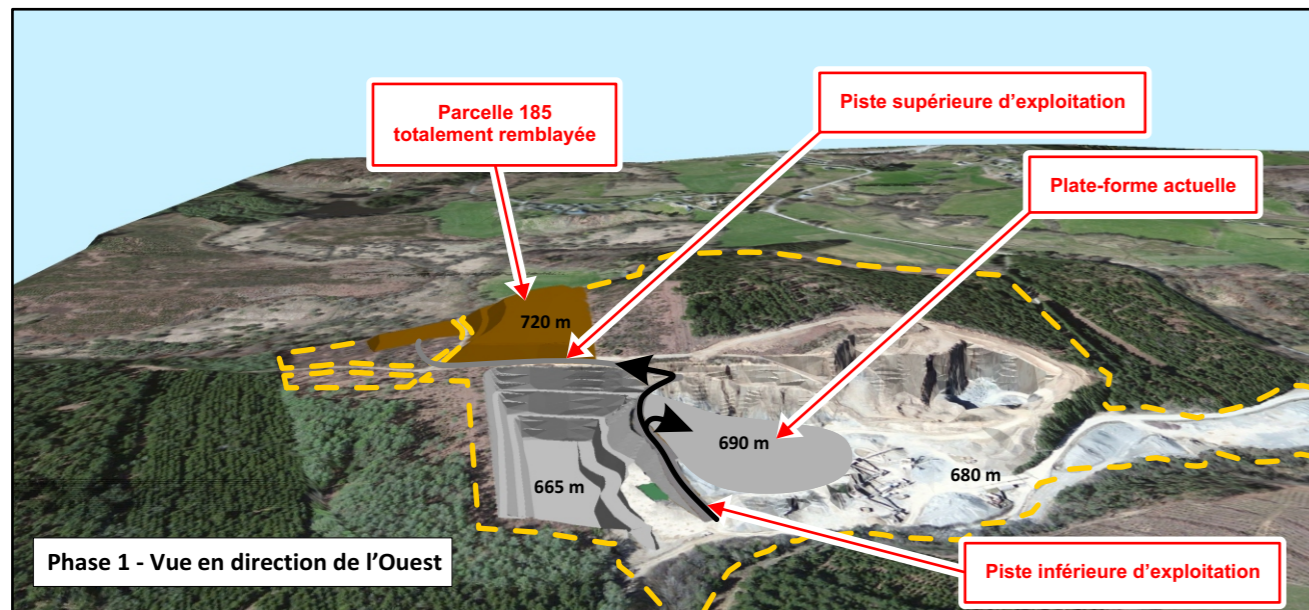 Parcelle 185
totalement remblayée
Piste supérieure d’exploitation
Plate-forme actuelle
720 m
690 m
665 m
680 m
Phase 1 - Vue en direction de l’Ouest
Piste inférieure d’exploitation